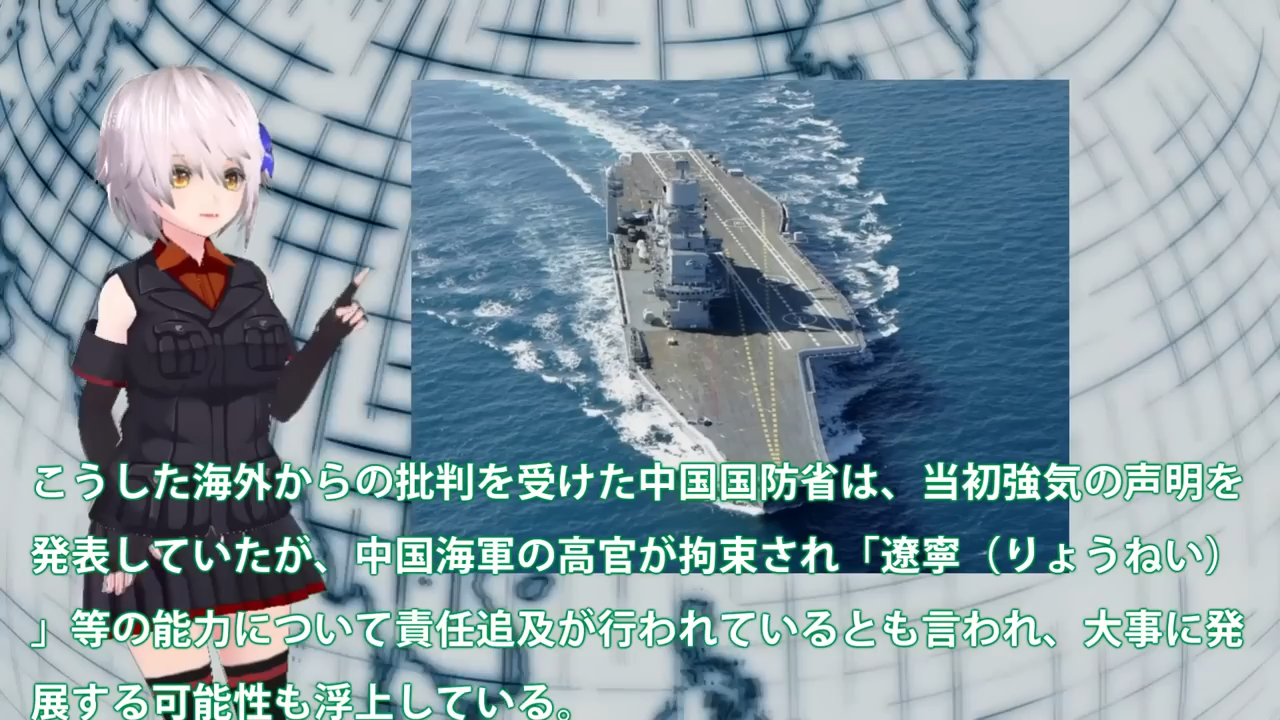 こうした海外からの批判を受けた中国国防省は、当初強気の声明を
発表していたが、中国海軍の高官が拘束され「遼寧（りょうねい）
」等の能力について責任追及が行われているとも言われ、大事に発
展する可能性も浮上している。